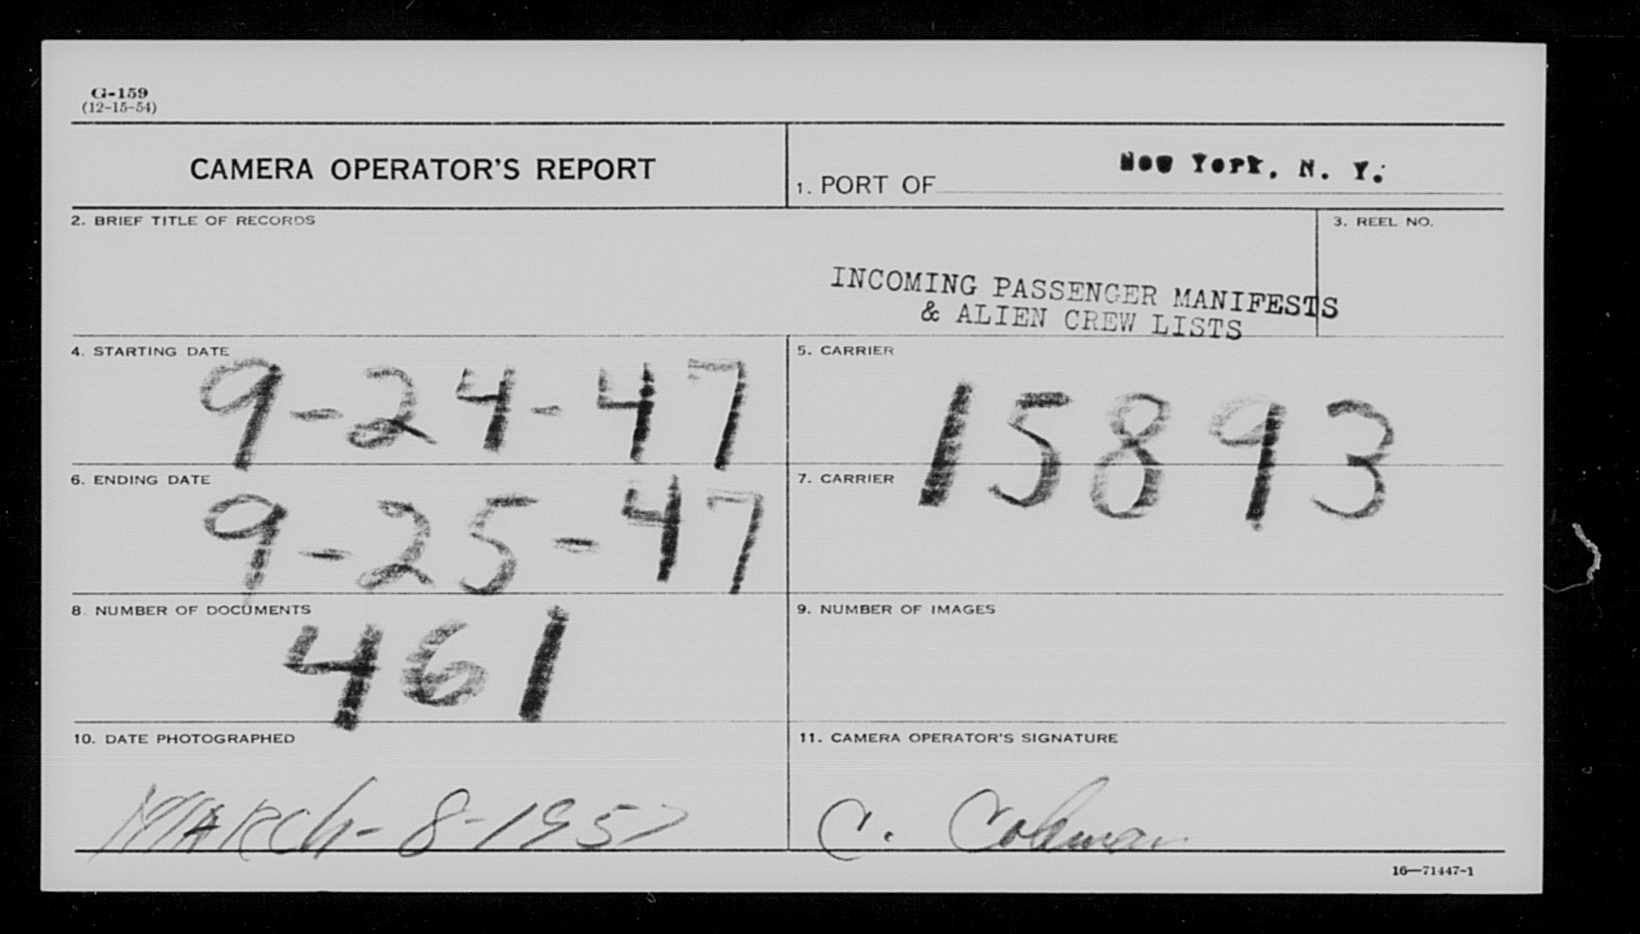 G-159
(12-15-54)
CAMERA OPERATOR'S REPORT
1. PORT OF New York, N. Y.
2. BRIEF TITLE OF RECORDS
3. REEL NO.
INCOMING PASSENGER MANIFESTS
& ALIEN CREW LISTS
4. STARTING DATE
9-24-47
5. CARRIER
15893
6. ENDING DATE
9-25-47
7. CARRIER
8. NUMBER OF DOCUMENTS
461
9. NUMBER OF IMAGES
10. DATE PHOTOGRAPHED
MARCh-8-1957
11. CAMERA OPERATOR'S SIGNATURE
C. Coleman
16—71447-1